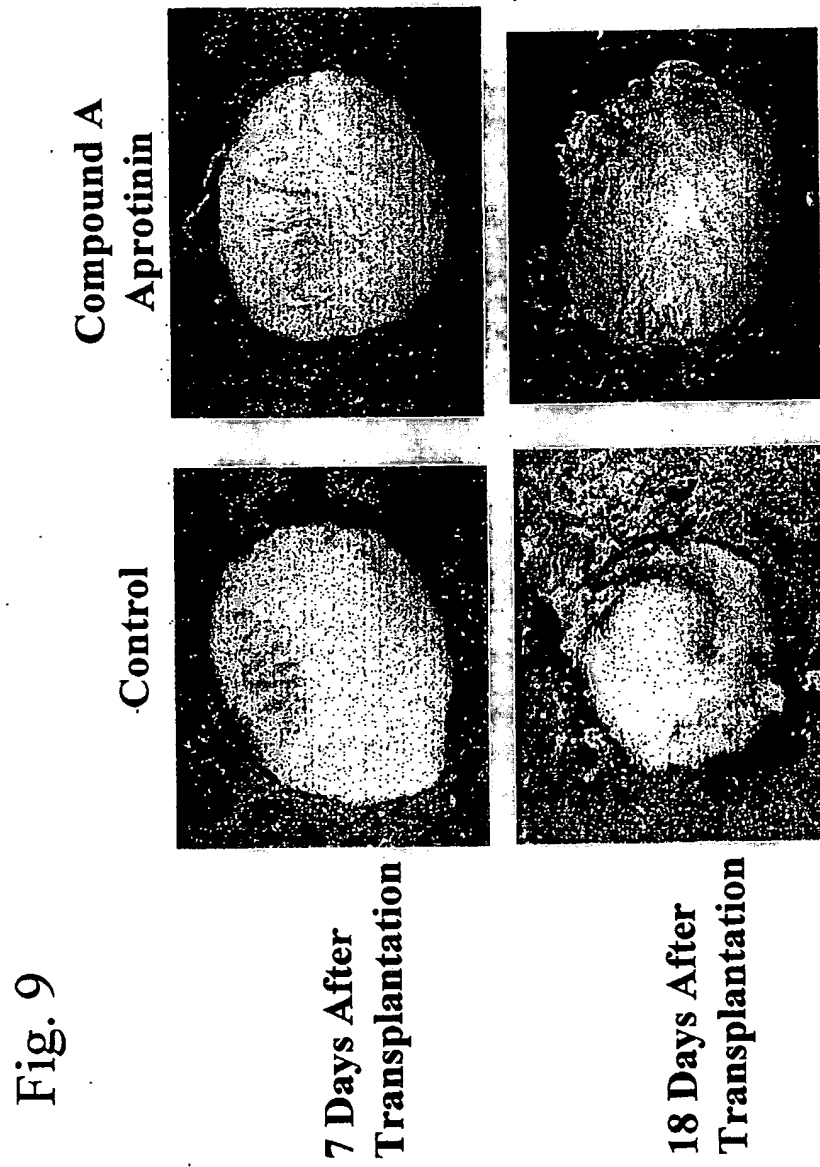 Fig. 9
Control
Compound A
Aprotinin
7 Days After
Transplantation
18 Days After
Transplantation